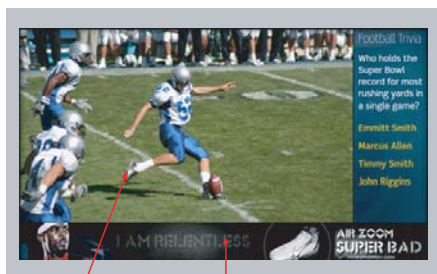 Football Trivia
Who holds the
Super Bowl
record for most
rushing yards in
a single game?
Emmitt Smith
Marcus Allen
Timmy Smith
John Riggins
I AM RELENTLESS
AIR ZOOM
SUPER BAD